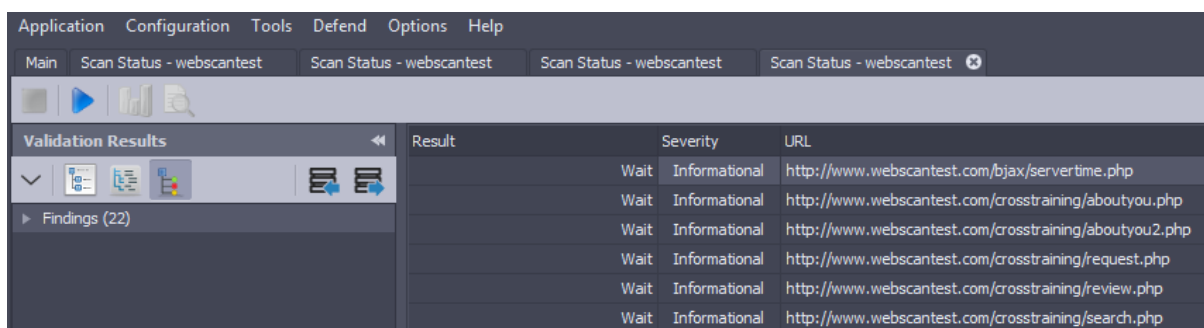 Application Configuration Tools Defend Options Help
Main Scan Status - webscantest Scan Status - webscantest Scan Status - webscantest Scan Status - webscantest
Validation Results
Findings (22)
Result Severity URL
Wait Informational http://www.webscantest.com/bjax/servertime.php
Wait Informational http://www.webscantest.com/crosstraining/aboutyou.php
Wait Informational http://www.webscantest.com/crosstraining/aboutyou2.php
Wait Informational http://www.webscantest.com/crosstraining/request.php
Wait Informational http://www.webscantest.com/crosstraining/review.php
Wait Informational http://www.webscantest.com/crosstraining/search.php